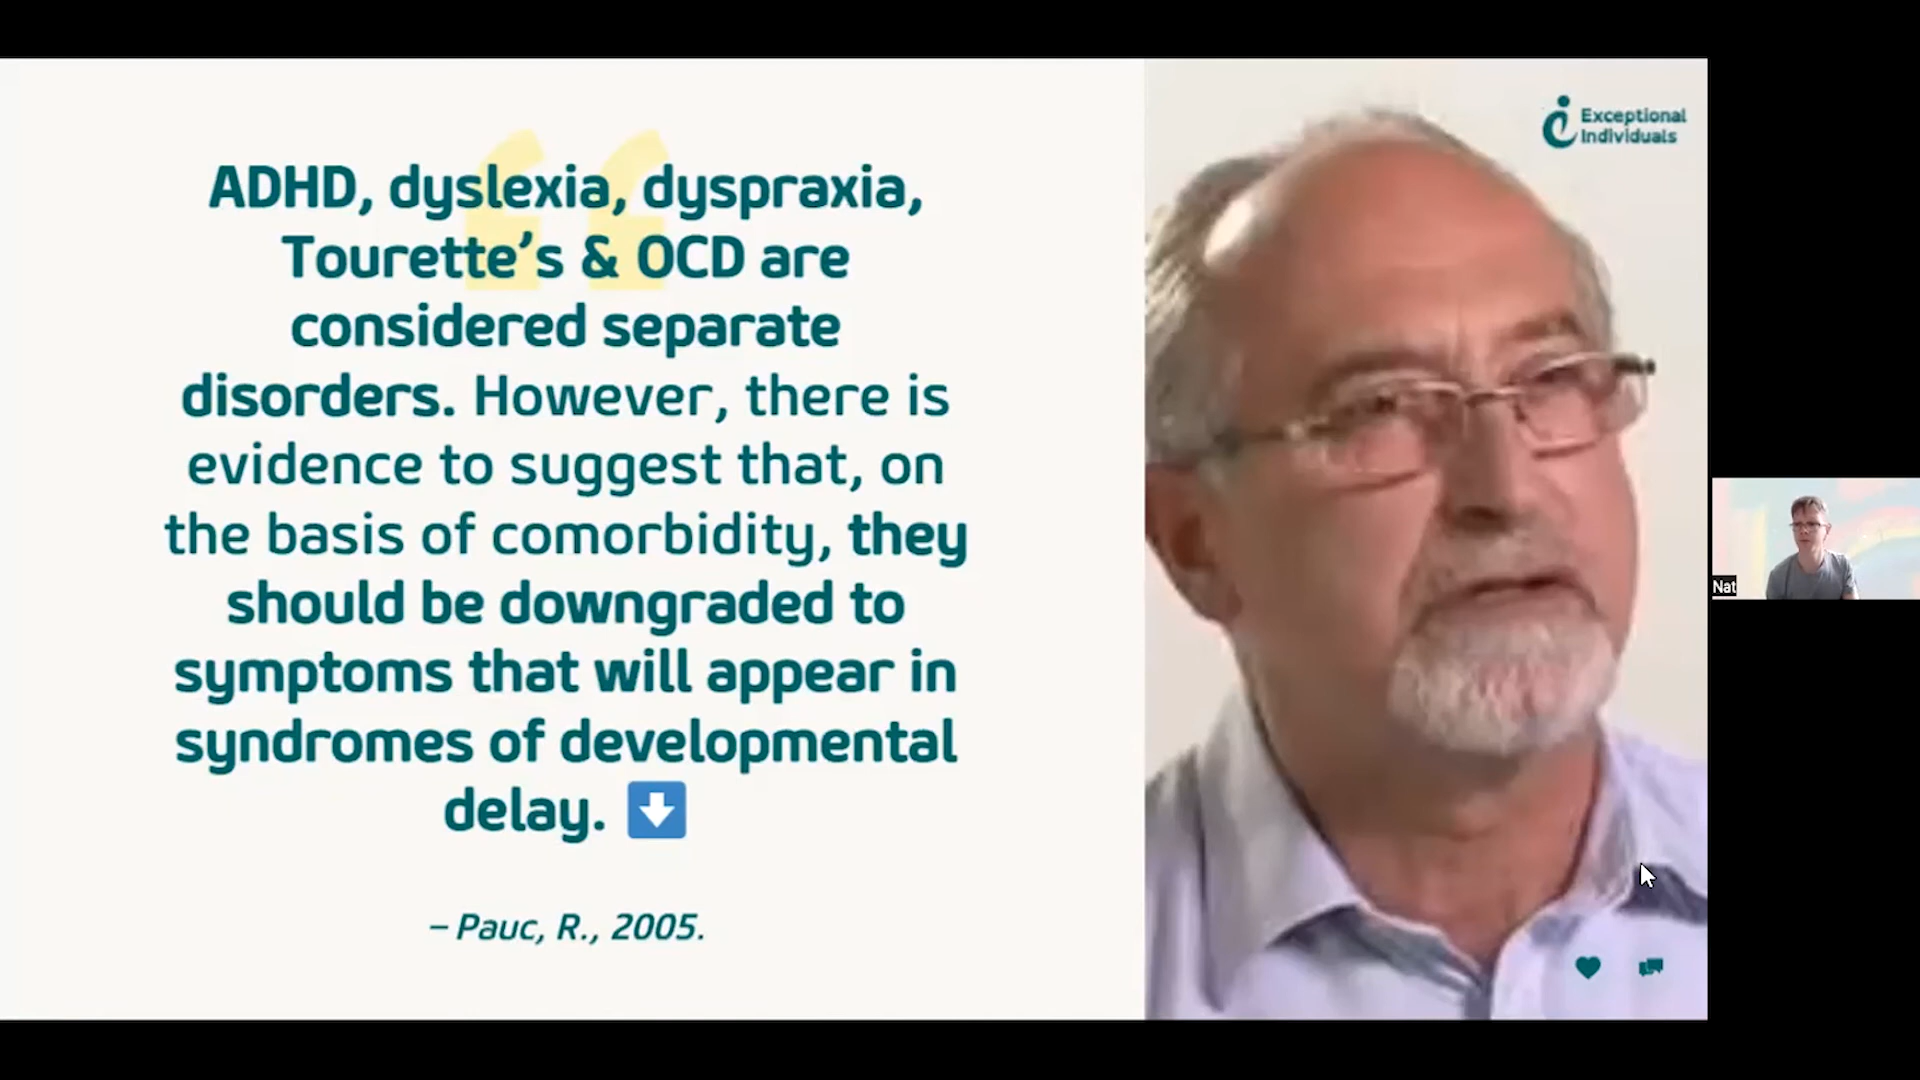 ADHD, dyslexia, dyspraxia,
Tourette's & OCD are
considered separate
disorders. However, there is
evidence to suggest that, on
the basis of comorbidity, they
should be downgraded to
symptoms that will appear in
syndromes of developmental
delay.
– Pauc, R., 2005.
Exceptional
Individuals
Nat